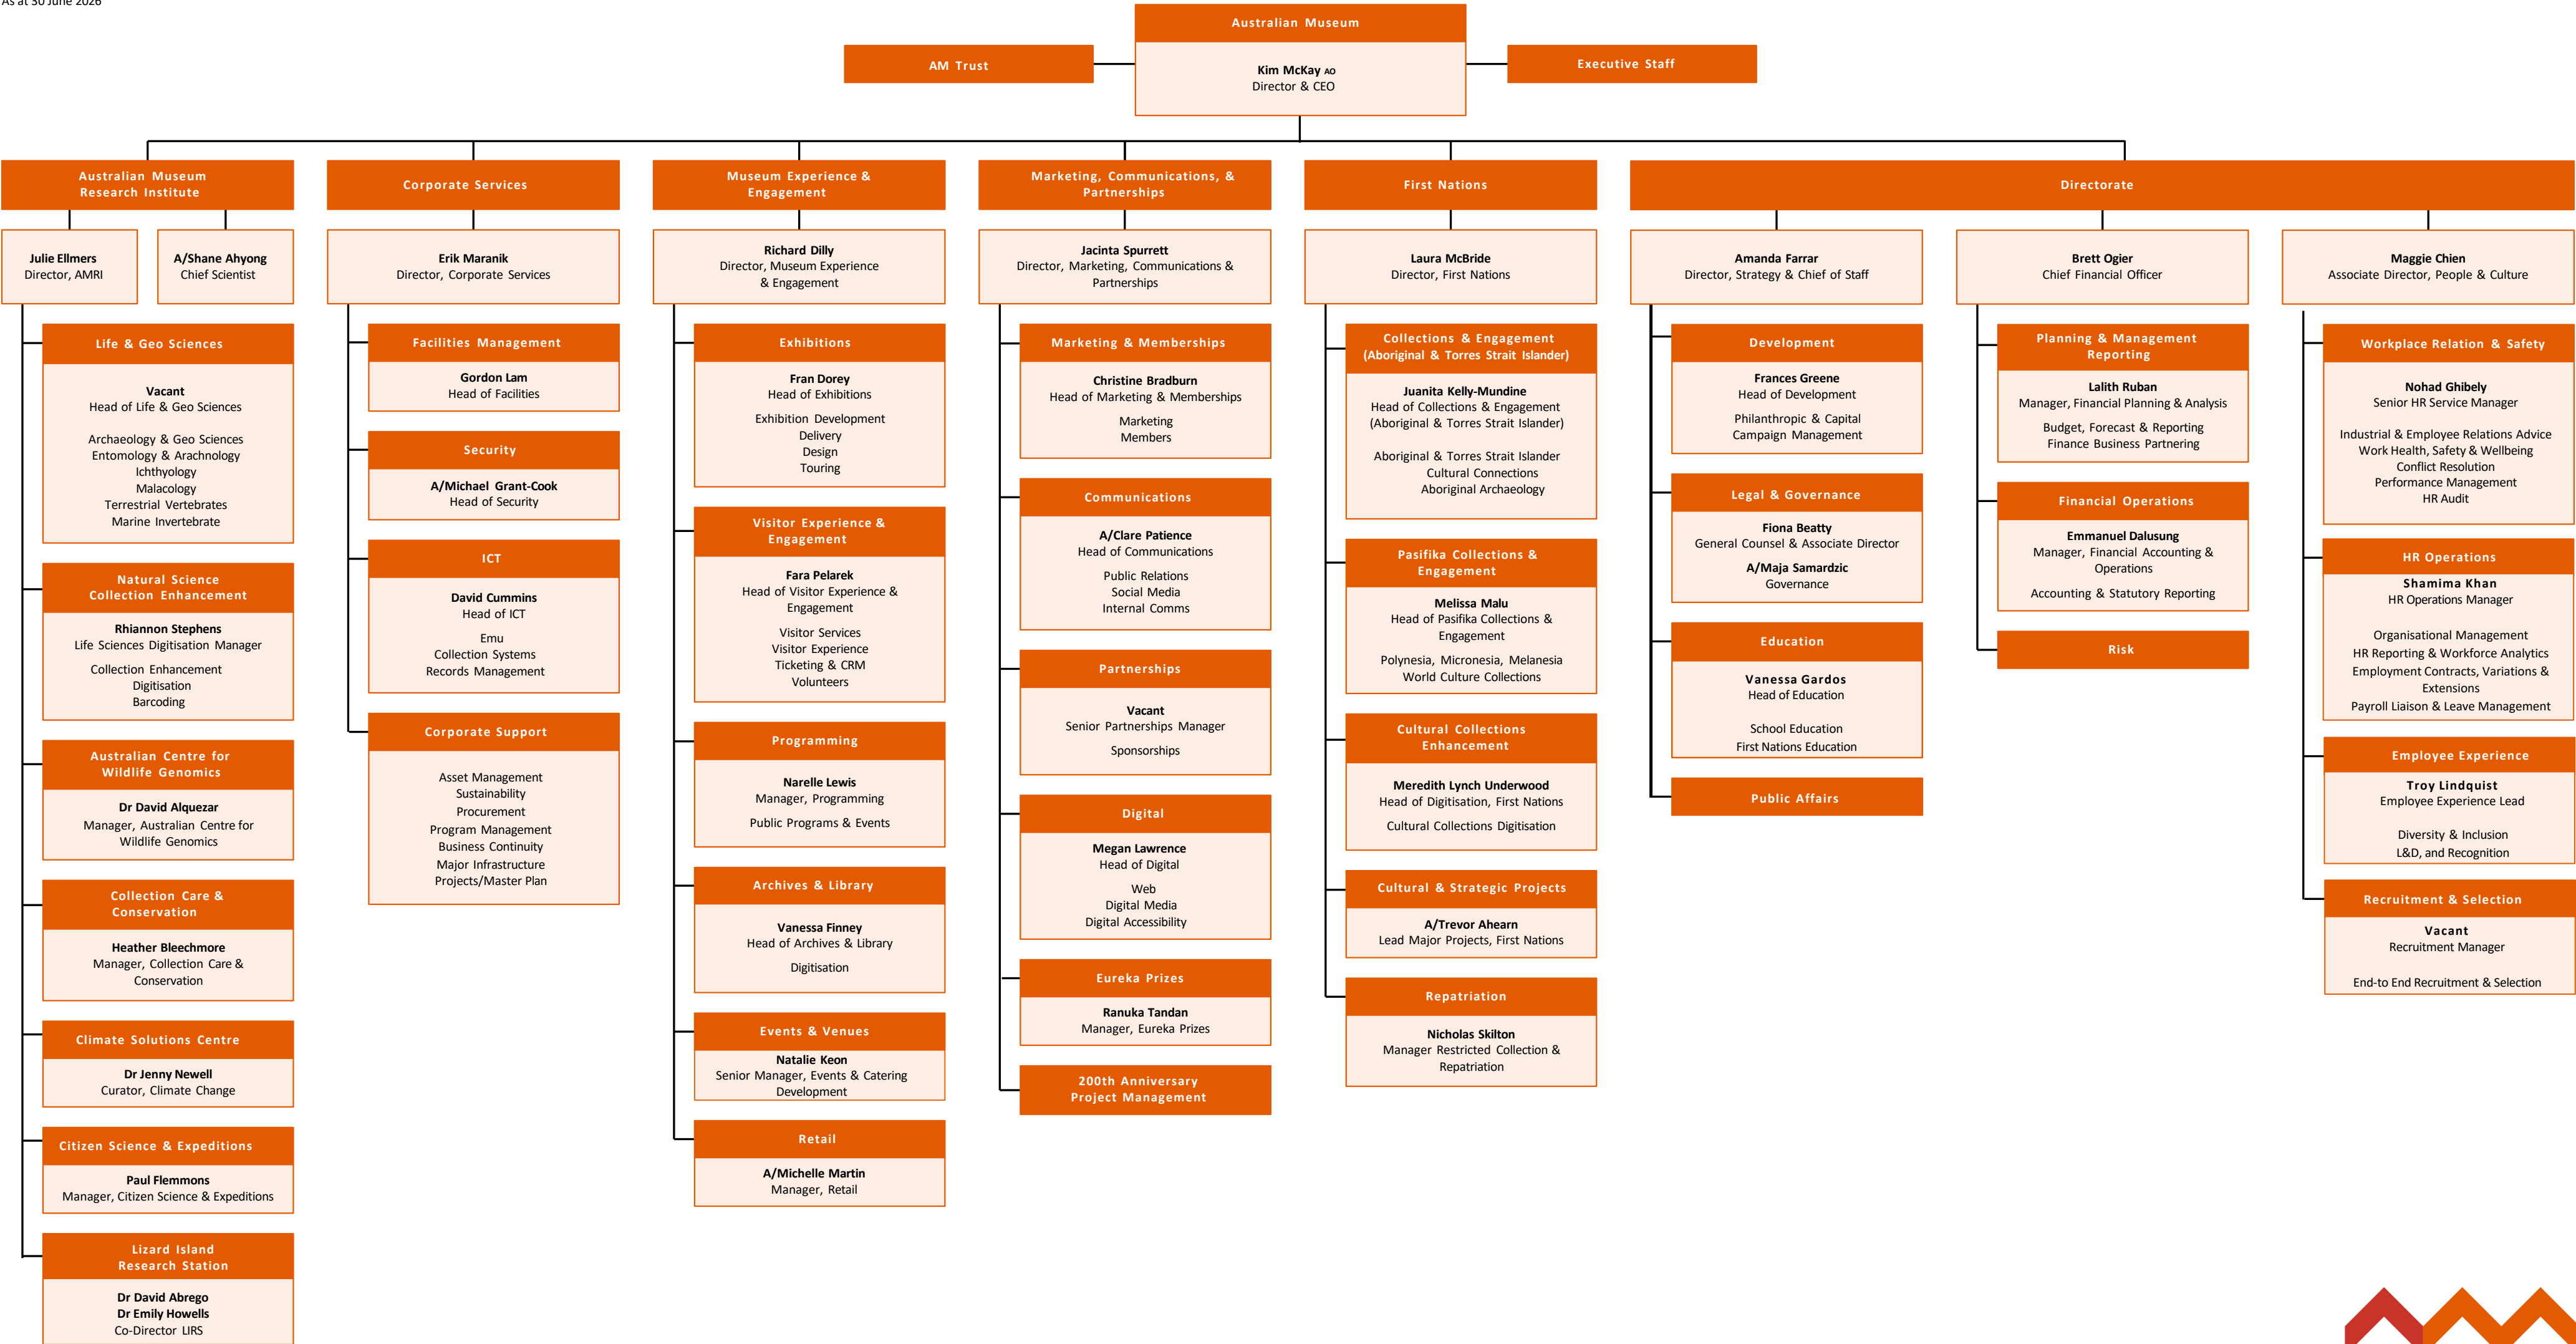 As at 30 June 2026
Australian Museum
Kim McKay AO
Director & CEO
AM Trust
Executive Staff
Australian Museum
Research Institute
Julie Ellmers
Director, AMRI
A/Shane Ahyong
Chief Scientist
Life & Geo Sciences
Vacant
Head of Life & Geo Sciences
Archaeology & Geo Sciences
Entomology & Arachnology
Ichthyology
Malacology
Terrestrial Vertebrates
Marine Invertebrate
Natural Science
Collection Enhancement
Rhiannon Stephens
Life Sciences Digitisation Manager
Collection Enhancement
Digitisation
Barcoding
Australian Centre for
Wildlife Genomics
Dr David Alquezar
Manager, Australian Centre for
Wildlife Genomics
Collection Care &
Conservation
Heather Bleechmore
Manager, Collection Care &
Conservation
Climate Solutions Centre
Dr Jenny Newell
Curator, Climate Change
Citizen Science & Expeditions
Paul Flemmons
Manager, Citizen Science & Expeditions
Lizard Island
Research Station
Dr David Abrego
Dr Emily Howells
Co-Director LIRS
Corporate Services
Erik Maranik
Director, Corporate Services
Facilities Management
Gordon Lam
Head of Facilities
Security
A/Michael Grant-Cook
Head of Security
ICT
David Cummins
Head of ICT
Emu
Collection Systems
Records Management
Corporate Support
Asset Management
Sustainability
Procurement
Program Management
Business Continuity
Major Infrastructure
Projects/Master Plan
Museum Experience &
Engagement
Richard Dilly
Director, Museum Experience
& Engagement
Exhibitions
Fran Dorey
Head of Exhibitions
Exhibition Development
Delivery
Design
Touring
Visitor Experience &
Engagement
Fara Pelarek
Head of Visitor Experience &
Engagement
Visitor Services
Visitor Experience
Ticketing & CRM
Volunteers
Programming
Narelle Lewis
Manager, Programming
Public Programs & Events
Archives & Library
Vanessa Finney
Head of Archives & Library
Digitisation
Events & Venues
Natalie Keon
Senior Manager, Events & Catering
Development
Retail
A/Michelle Martin
Manager, Retail
Marketing, Communications, &
Partnerships
Jacinta Spurrett
Director, Marketing, Communications &
Partnerships
Marketing & Memberships
Christine Bradburn
Head of Marketing & Memberships
Marketing
Members
Communications
A/Clare Patience
Head of Communications
Public Relations
Social Media
Internal Comms
Partnerships
Vacant
Senior Partnerships Manager
Sponsorships
Digital
Megan Lawrence
Head of Digital
Web
Digital Media
Digital Accessibility
Eureka Prizes
Ranuka Tandan
Manager, Eureka Prizes
200th Anniversary
Project Management
First Nations
Laura McBride
Director, First Nations
Collections & Engagement
(Aboriginal & Torres Strait Islander)
Juanita Kelly-Mundine
Head of Collections & Engagement
(Aboriginal & Torres Strait Islander)
Aboriginal & Torres Strait Islander
Cultural Connections
Aboriginal Archaeology
Pasifika Collections &
Engagement
Melissa Malu
Head of Pasifika Collections &
Engagement
Polynesia, Micronesia, Melanesia
World Culture Collections
Cultural Collections
Enhancement
Meredith Lynch Underwood
Head of Digitisation, First Nations
Cultural Collections Digitisation
Cultural & Strategic Projects
A/Trevor Ahearn
Lead Major Projects, First Nations
Repatriation
Nicholas Skilton
Manager Restricted Collection &
Repatriation
Directorate
Amanda Farrar
Director, Strategy & Chief of Staff
Development
Frances Greene
Head of Development
Philanthropic & Capital
Campaign Management
Legal & Governance
Fiona Beatty
General Counsel & Associate Director
A/Maja Samardzic
Governance
Education
Vanessa Gardos
Head of Education
School Education
First Nations Education
Public Affairs
Brett Ogier
Chief Financial Officer
Planning & Management
Reporting
Lalith Ruban
Manager, Financial Planning & Analysis
Budget, Forecast & Reporting
Finance Business Partnering
Financial Operations
Emmanuel Dalusung
Manager, Financial Accounting &
Operations
Accounting & Statutory Reporting
Risk
Maggie Chien
Associate Director, People & Culture
Workplace Relation & Safety
Nohad Ghibely
Senior HR Service Manager
Industrial & Employee Relations Advice
Work Health, Safety & Wellbeing
Conflict Resolution
Performance Management
HR Audit
HR Operations
Shamima Khan
HR Operations Manager
Organisational Management
HR Reporting & Workforce Analytics
Employment Contracts, Variations &
Extensions
Payroll Liaison & Leave Management
Employee Experience
Troy Lindquist
Employee Experience Lead
Diversity & Inclusion
L&D, and Recognition
Recruitment & Selection
Vacant
Recruitment Manager
End-to End Recruitment & Selection